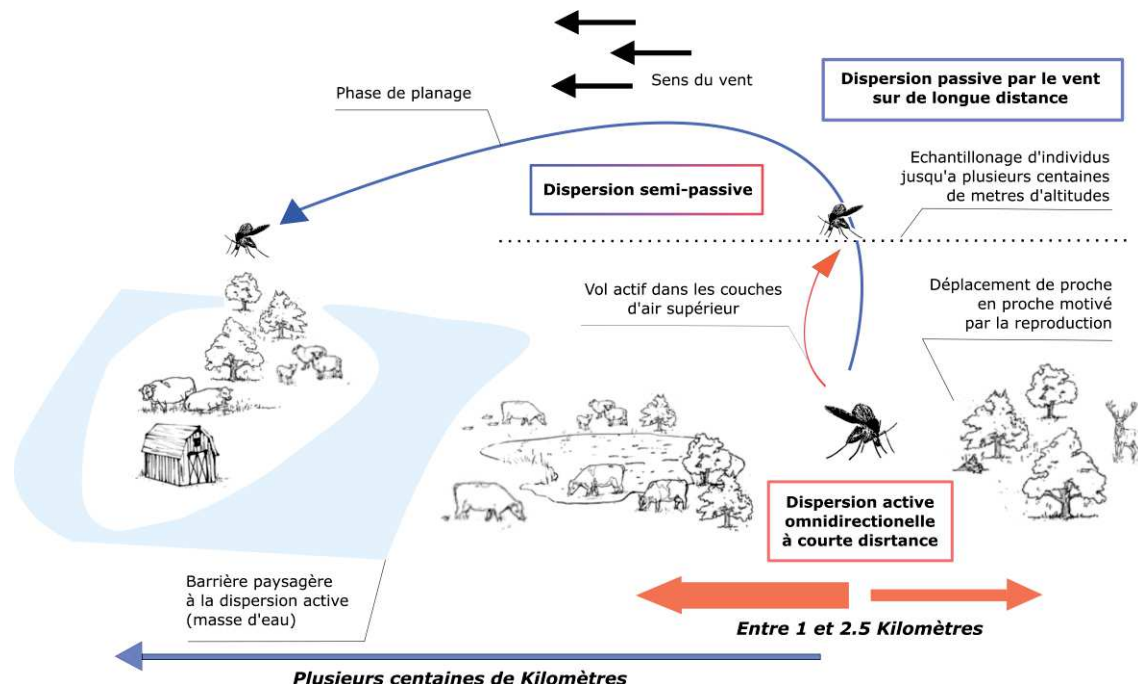 Sens du vent
Dispersion passive par le vent
sur de longue distance
Phase de planage
Dispersion semi-passive
Echantillonage d'individus
jusqu'a plusieurs centaines
de metres d'altitudes
Vol actif dans les couches
d'air supérieur
Déplacement de proche
en proche motivé
par la reproduction
Dispersion active
omnidirectionelle
à courte disrtance
Barrière paysagère
à la dispersion active
(masse d'eau)
Entre 1 et 2.5 Kilomètres
Plusieurs centaines de Kilomètres